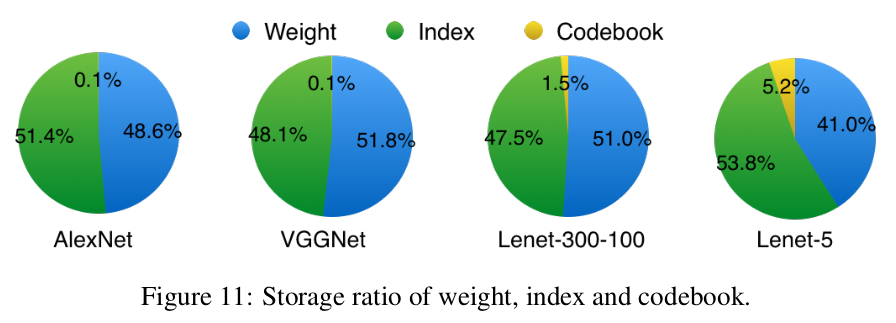 Weight Index Codebook
0.1% 0.1% 1.5% 5.2%
51.4% 48.6% 48.1% 51.8% 47.5% 51.0% 53.8% 41.0%
AlexNet VGGNet Lenet-300-100 Lenet-5
Figure 11: Storage ratio of weight, index and codebook.